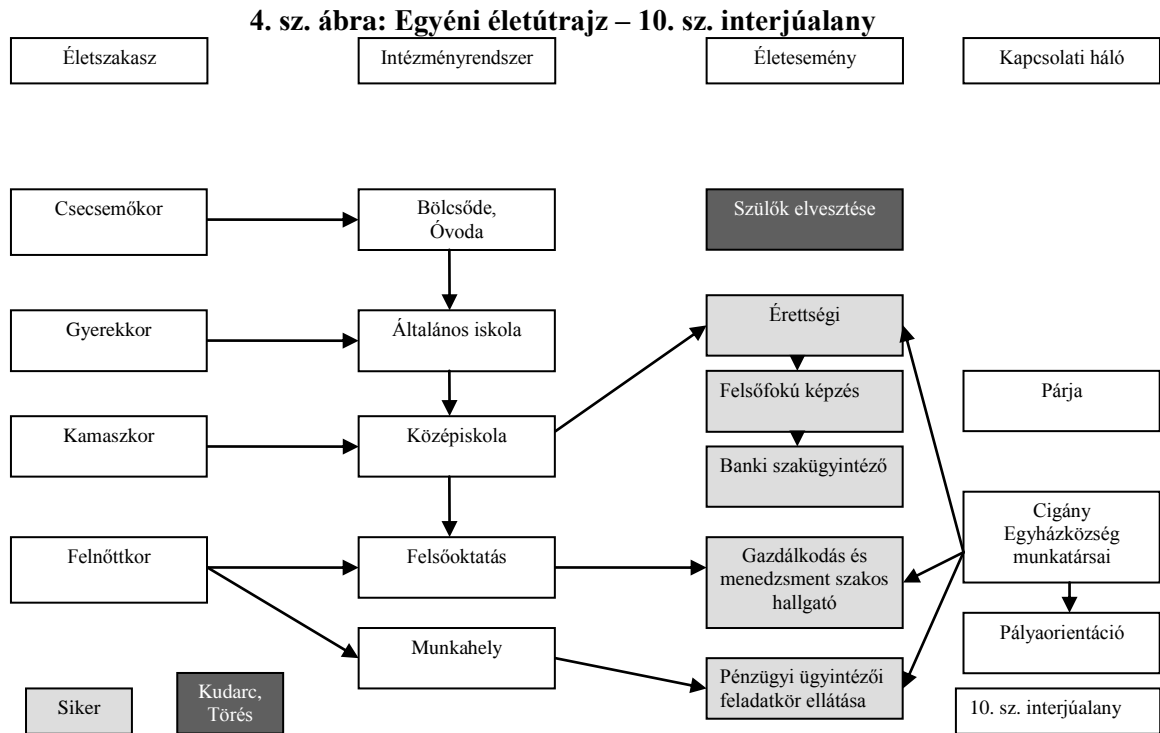 4. sz. ábra: Egyéni életútrajz – 10. sz. interjúalany
Életszakasz
Intézményrendszer
Életesemény
Kapcsolati háló
Csecsemőkor
Bölcsőde,
Óvoda
Szülők elvesztése
Gyerekkor
Általános iskola
Érettségi
Felsőfokú képzés
Párja
Kamaszkor
Középiskola
Banki szakügyintéző
Felnőttkor
Felsőoktatás
Gazdálkodás és
menedzsment szakos
hallgató
Cigány
Egyházközség
munkatársai
Pályaorientáció
Munkahely
Pénzügyi ügyintézői
feladatkör ellátása
Siker
Kudarc,
Törés
10. sz. interjúalany